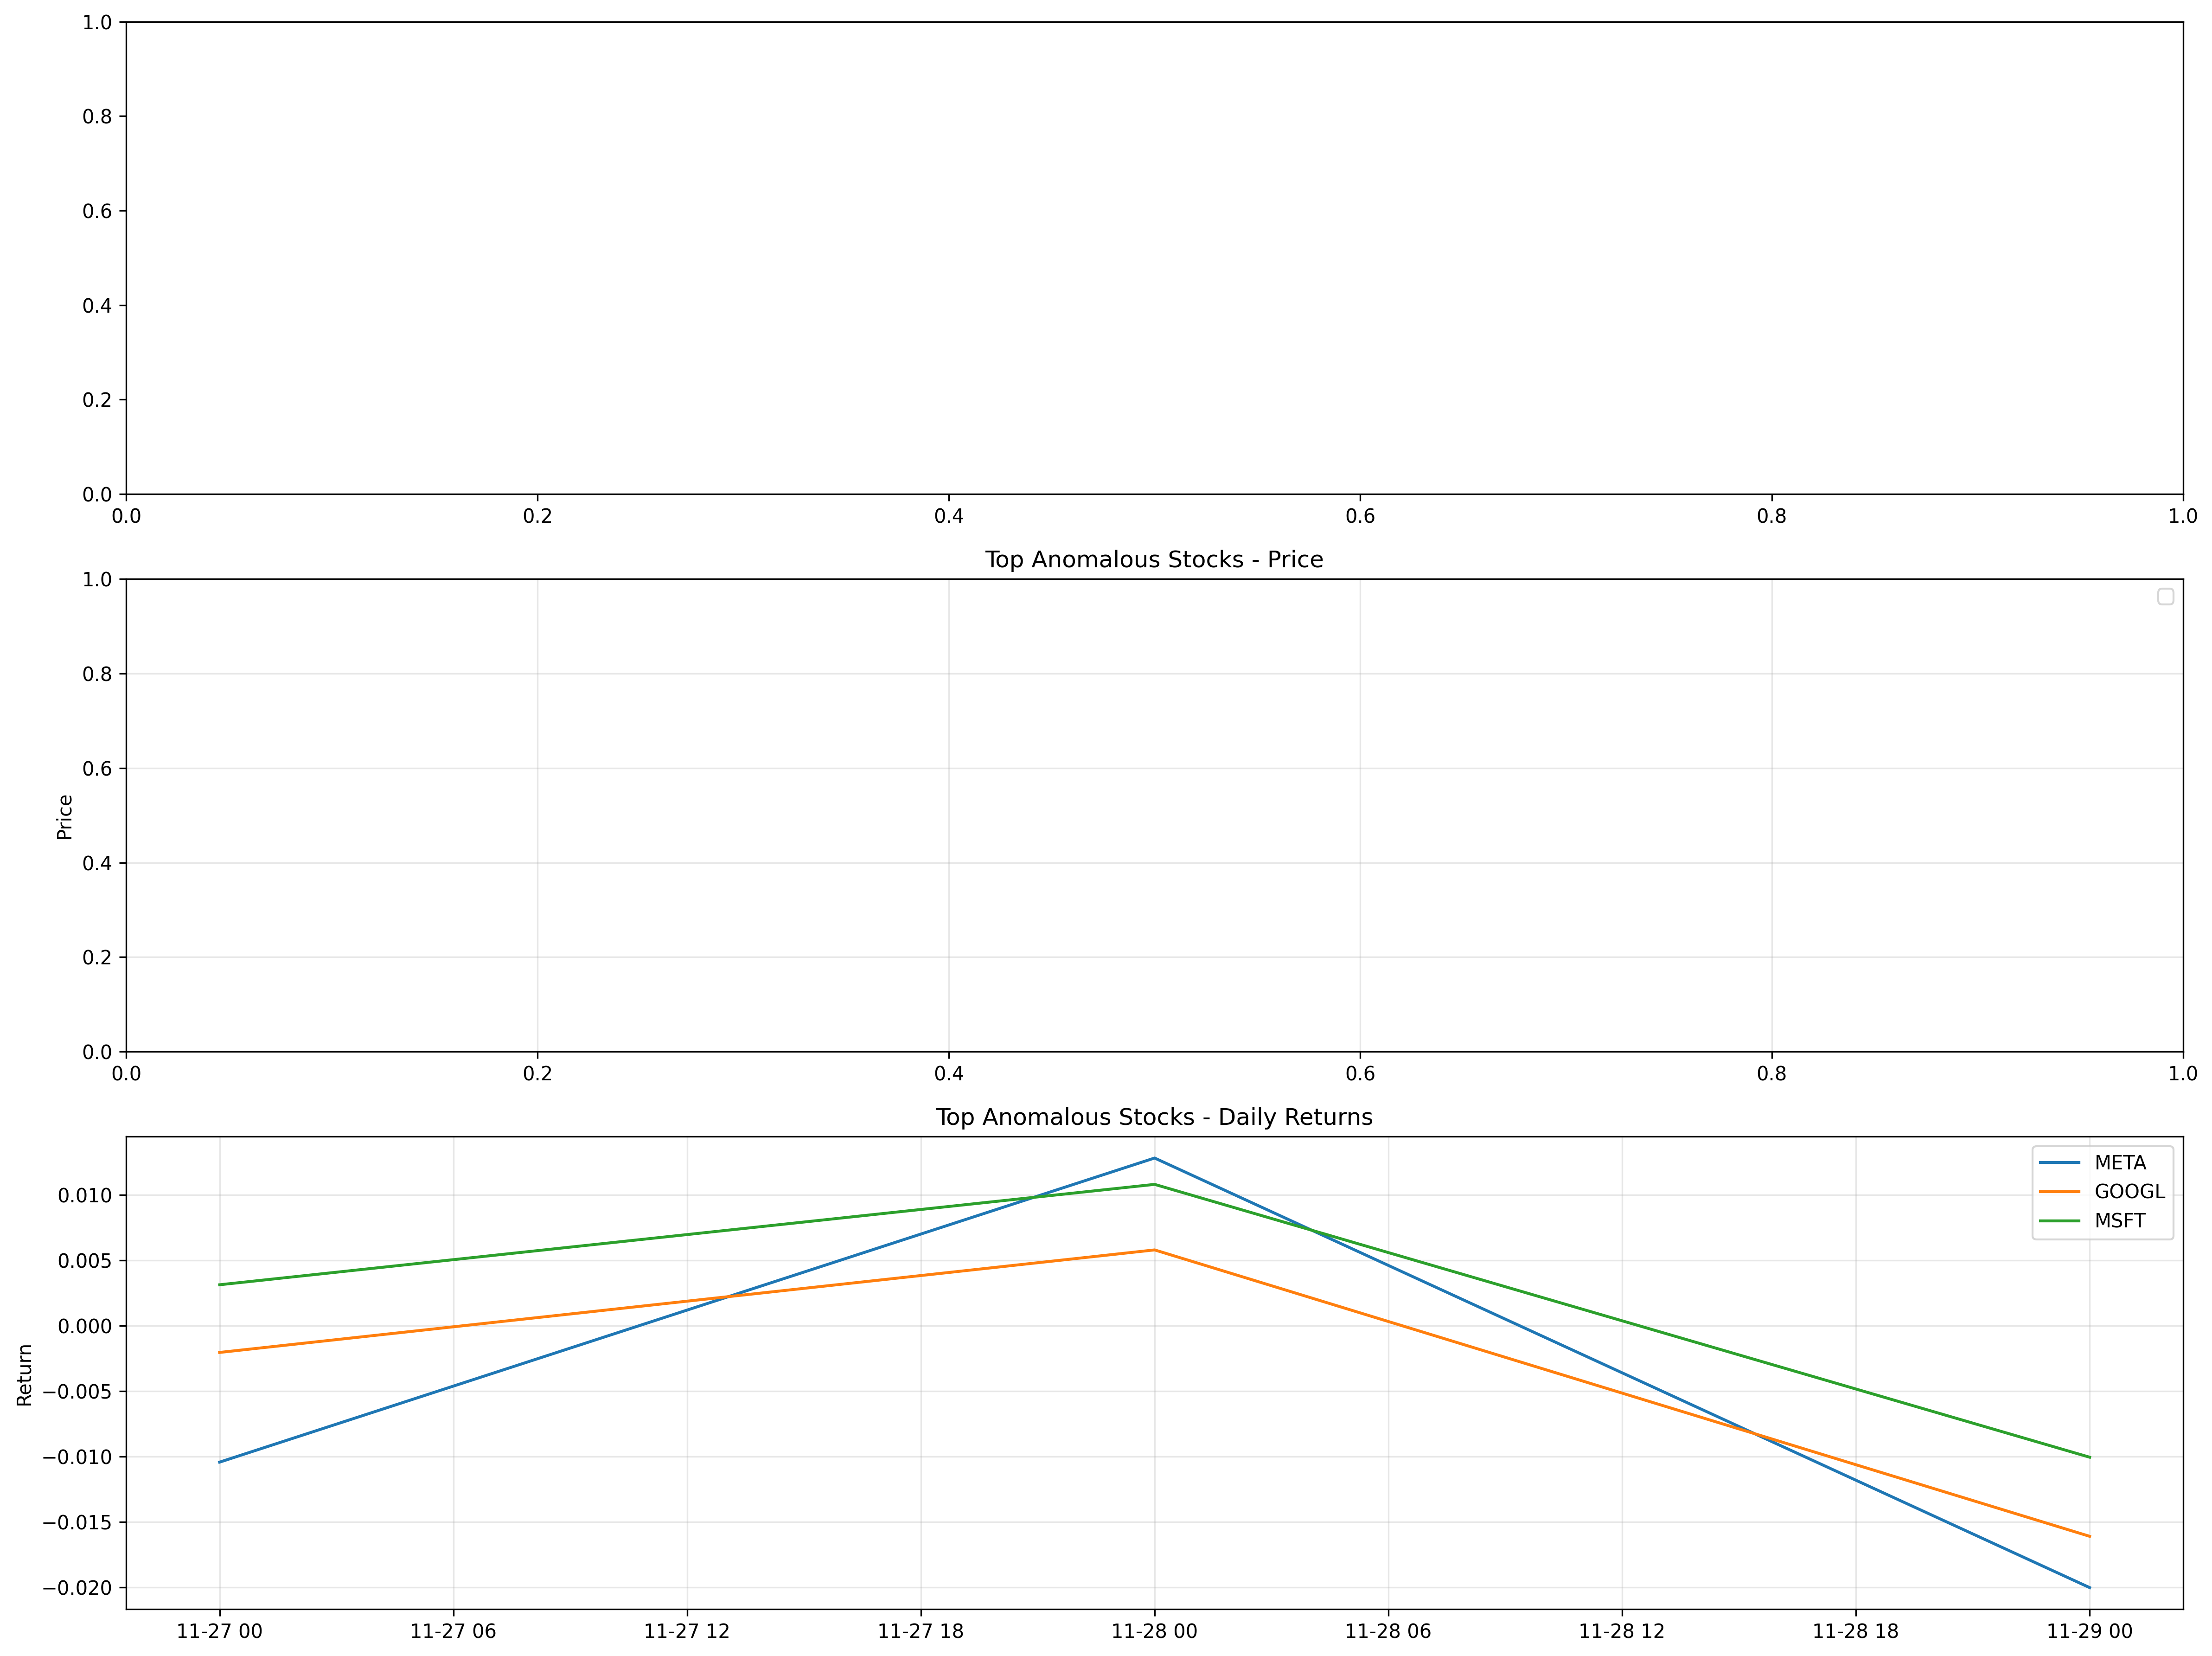 1.0
0.8
0.6
0.4
0.2
0.0
0.0 0.2 0.4 0.6 0.8 1.0
Top Anomalous Stocks - Price
1.0
0.8
0.6
0.4
0.2
0.0
Price
0.0 0.2 0.4 0.6 0.8 1.0
Top Anomalous Stocks - Daily Returns
META
GOOGL
MSFT
0.010
0.005
0.000
−0.005
−0.010
−0.015
−0.020
Return
11-27 00 11-27 06 11-27 12 11-27 18 11-28 00 11-28 06 11-28 12 11-28 18 11-29 00